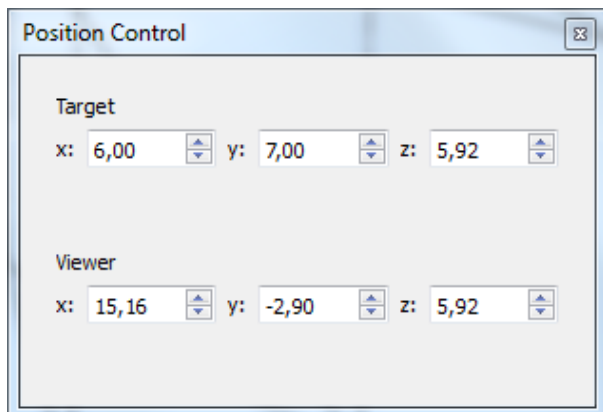 Position Control
Target
x: 6,00 y: 7,00 z: 5,92
Viewer
x: 15,16 y: -2,90 z: 5,92